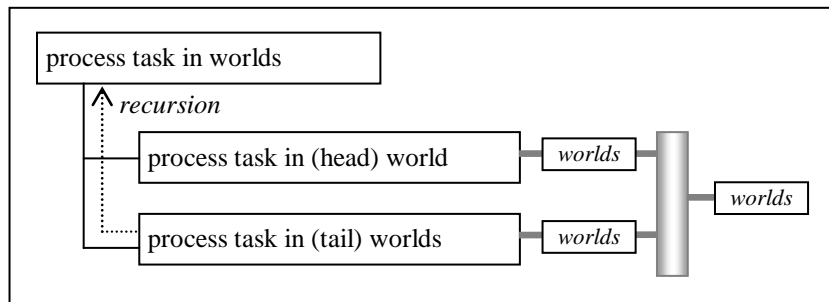 process task in worlds
recursion
process task in (head) world
worlds
worlds
process task in (tail) worlds
worlds